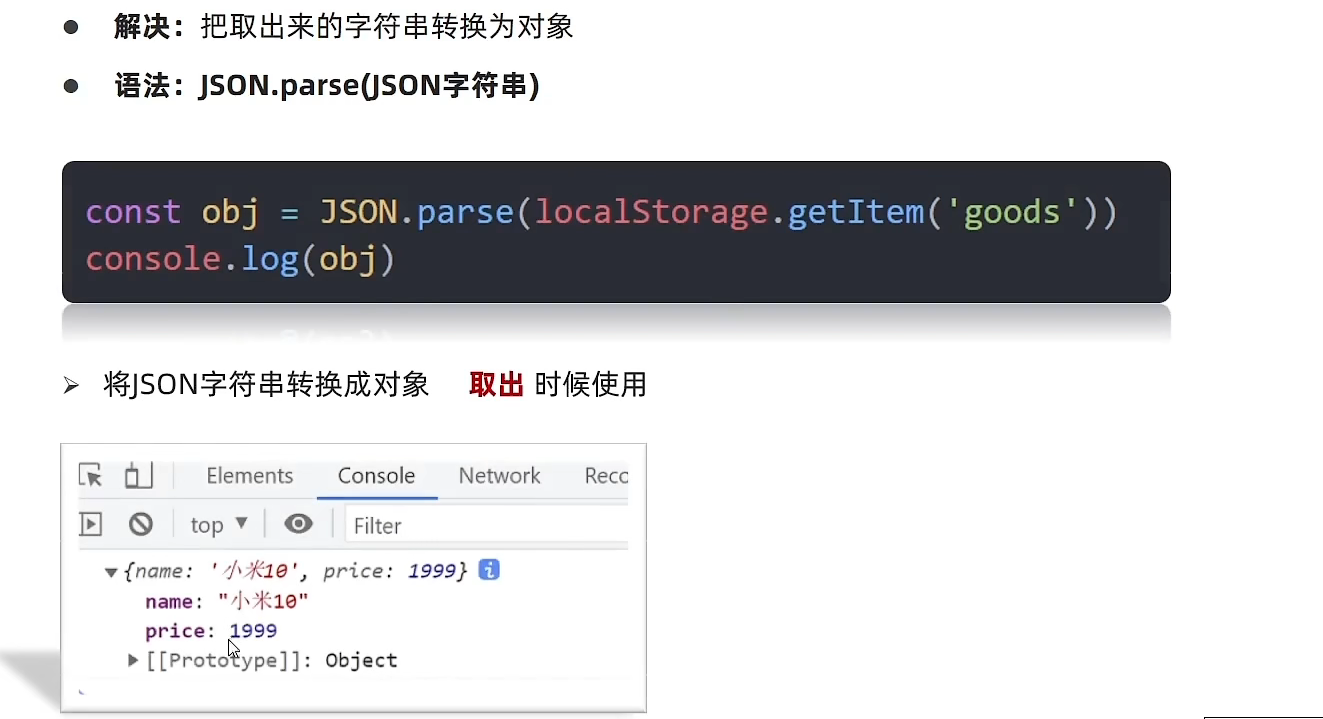 ● 解决：把取出来的字符串转换为对象
● 语法：JSON.parse(JSON字符串)
const obj = JSON.parse(localStorage.getItem('goods'))
console.log(obj)
➢ 将JSON字符串转换成对象 取出 时候使用
Elements Console Network Reco
top ▼ Filter
▼{name: '小米10', price: 1999} i
name: "小米10"
price: 1999
▶[[Prototype]]: Object